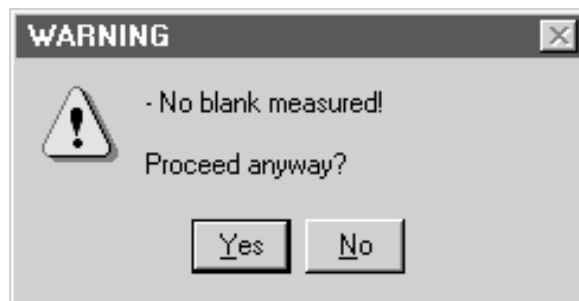 WARNING
- No blank measured!
Proceed anyway?
Yes No